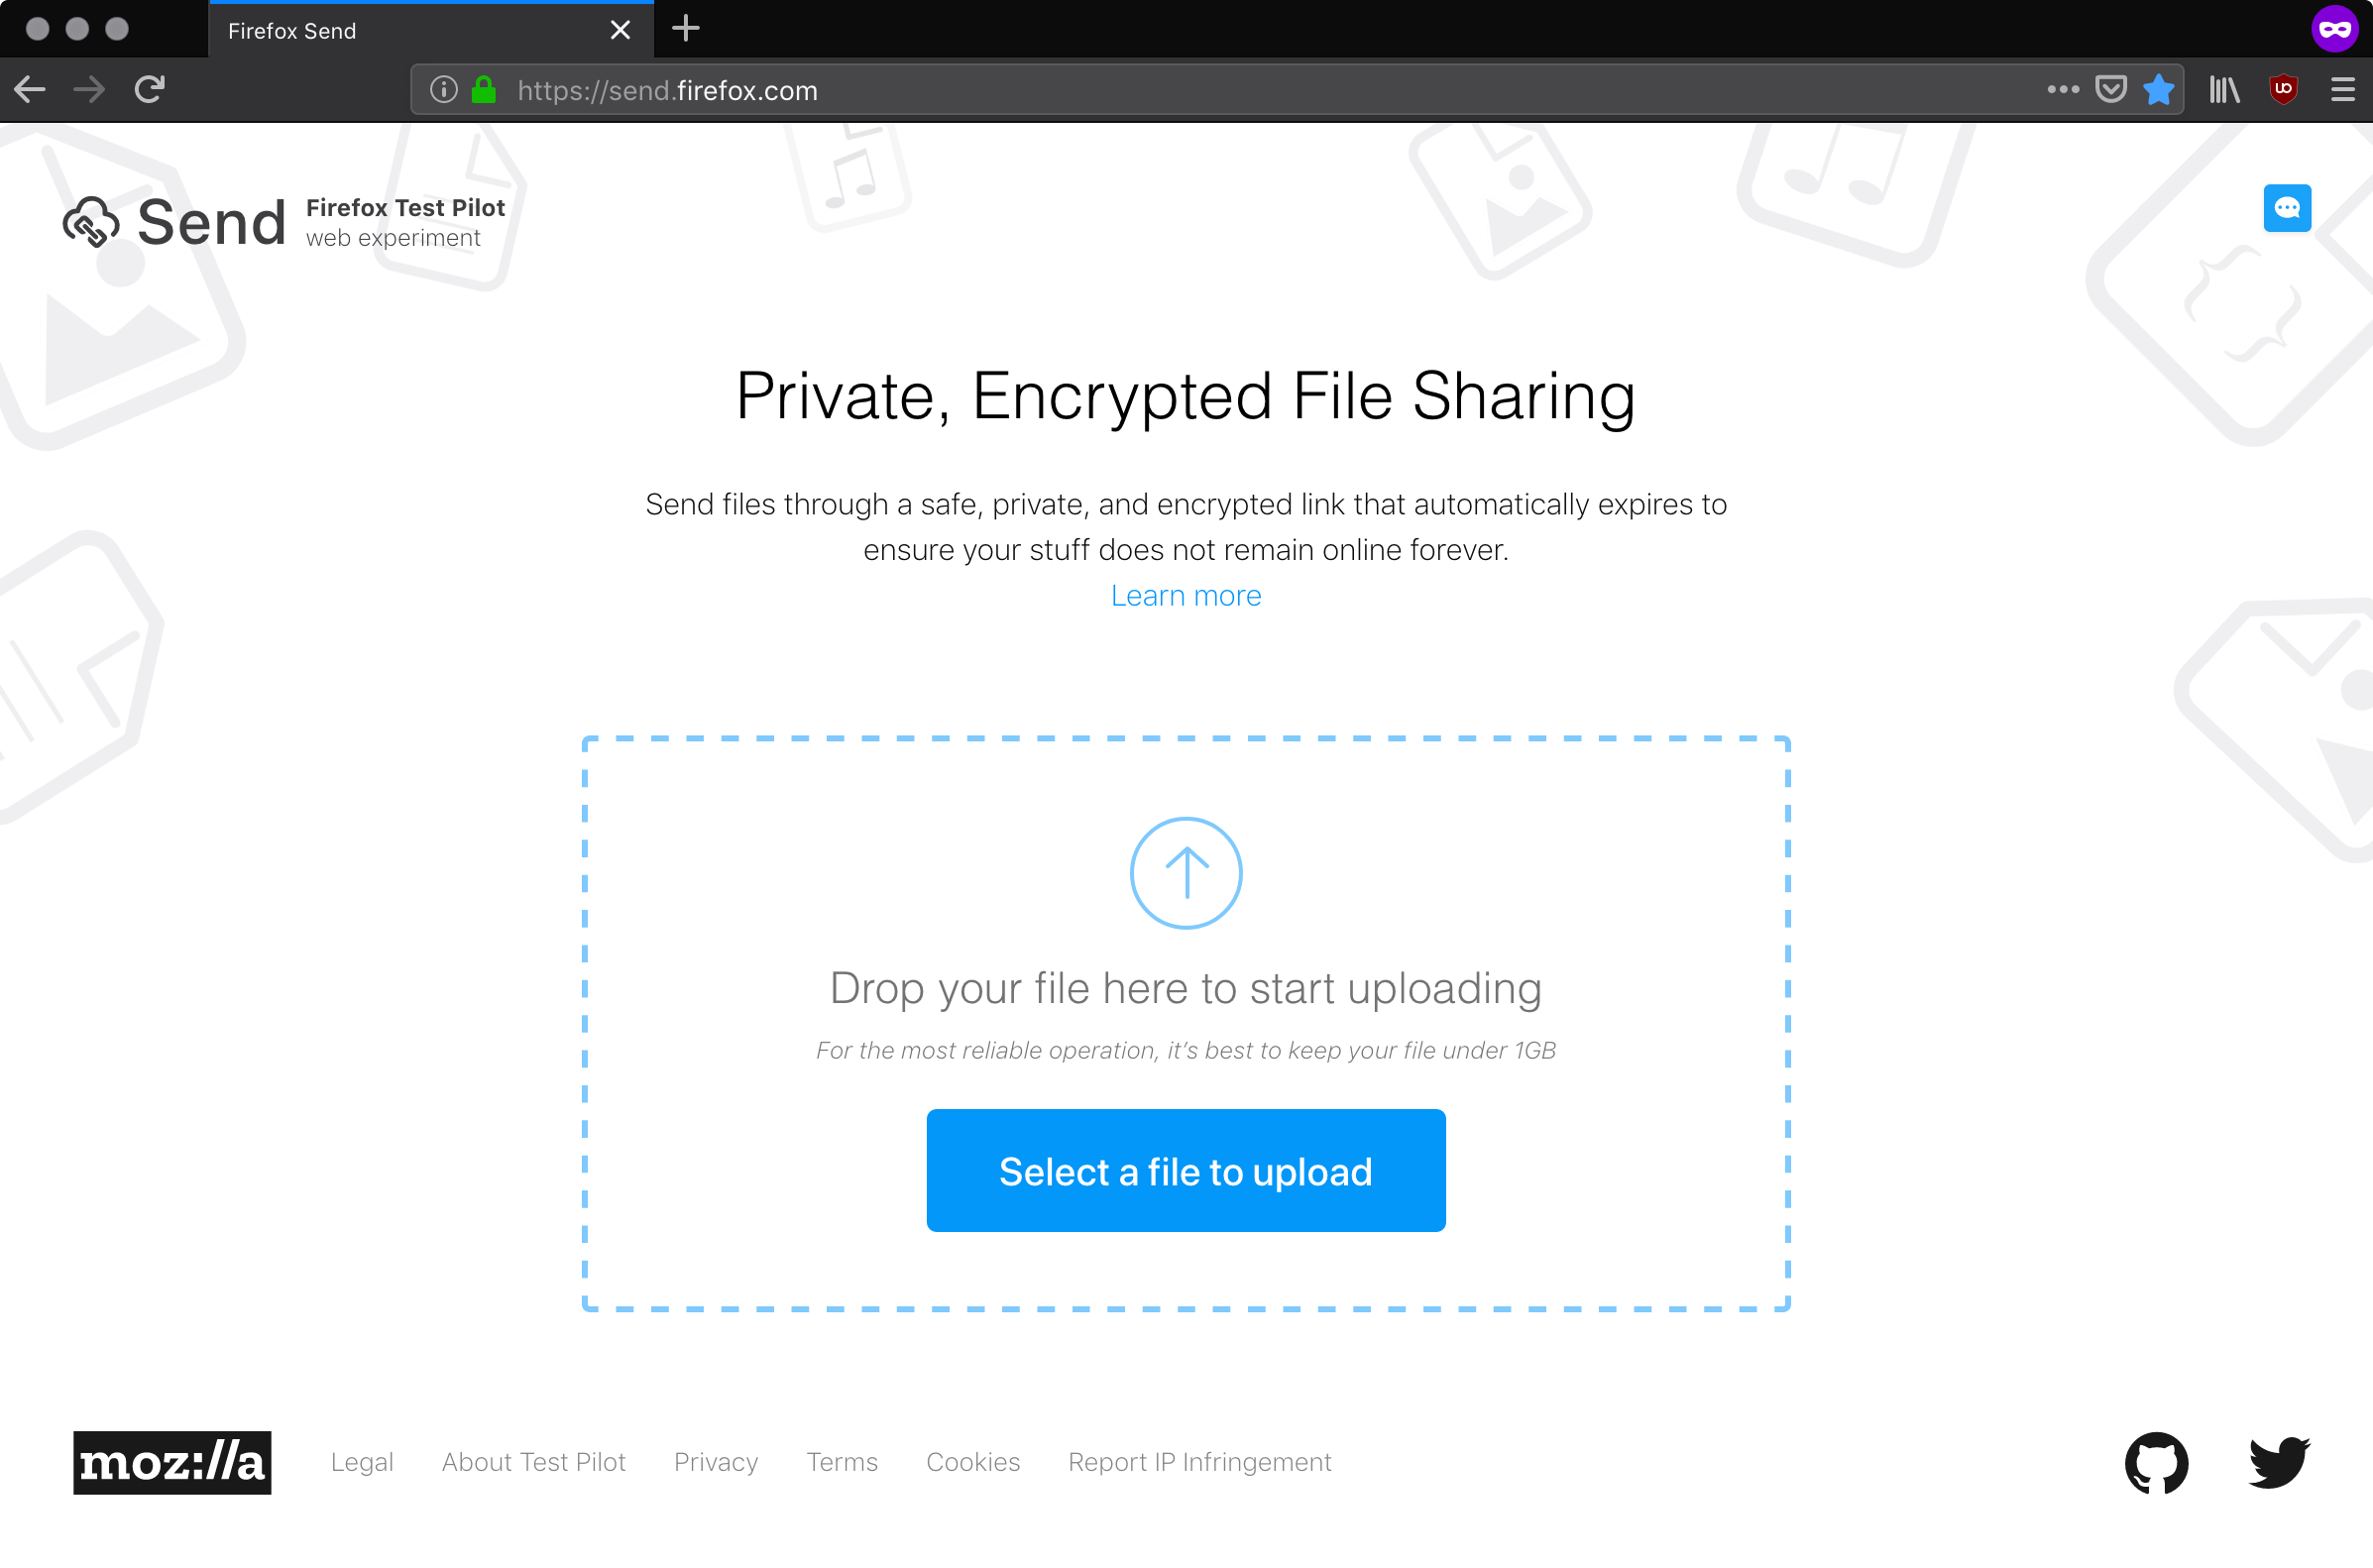 Firefox Send
https://send.firefox.com
Send
Firefox Test Pilot
web experiment
Private, Encrypted File Sharing
Send files through a safe, private, and encrypted link that automatically expires to
ensure your stuff does not remain online forever.
Learn more
Drop your file here to start uploading
For the most reliable operation, it’s best to keep your file under 1GB
Select a file to upload
moz://a
Legal
About Test Pilot
Privacy
Terms
Cookies
Report IP Infringement